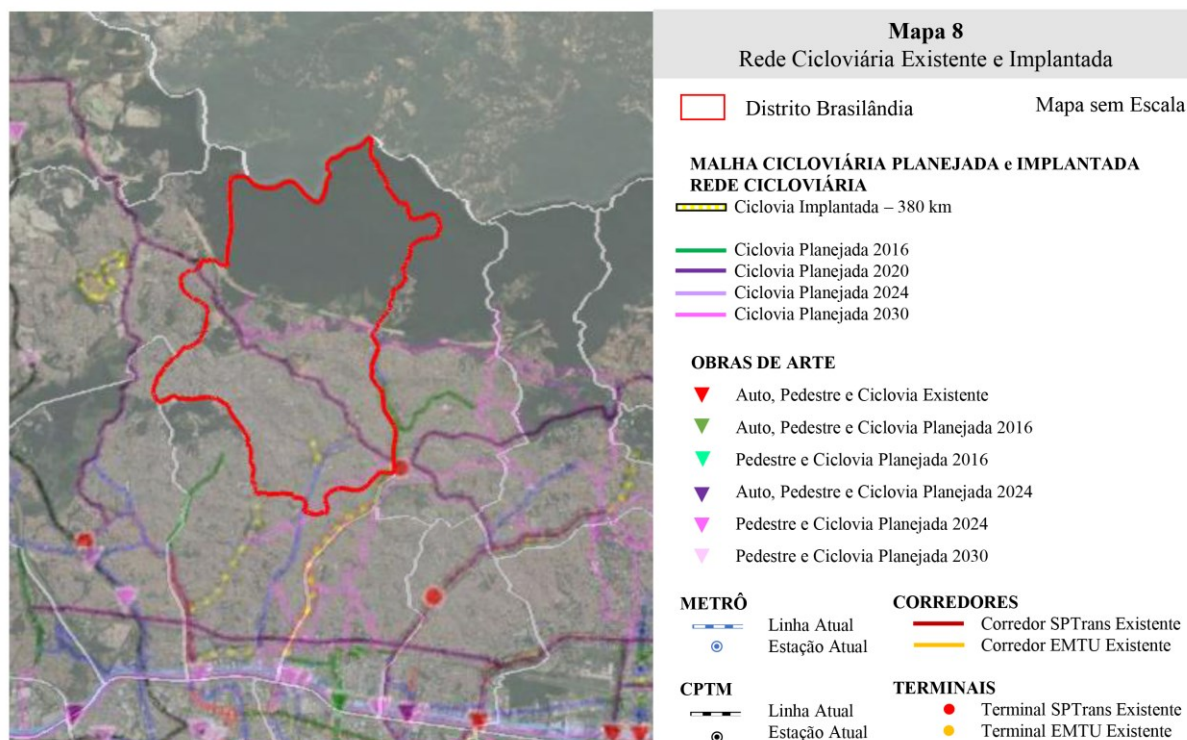 Mapa 8
Rede Cicloviária Existente e Implantada
Distrito Brasilândia
Mapa sem Escala
MALHA CICLOVIÁRIA PLANEJADA e IMPLANTADA
REDE CICLOVIÁRIA
Ciclovia Implantada – 380 km
Ciclovia Planejada 2016
Ciclovia Planejada 2020
Ciclovia Planejada 2024
Ciclovia Planejada 2030
OBRAS DE ARTE
Auto, Pedestre e Ciclovia Existente
Auto, Pedestre e Ciclovia Planejada 2016
Pedestre e Ciclovia Planejada 2016
Auto, Pedestre e Ciclovia Planejada 2024
Pedestre e Ciclovia Planejada 2024
Pedestre e Ciclovia Planejada 2030
METRÔ
Linha Atual
Estação Atual
CORREDORES
Corredor SPTrans Existente
Corredor EMTU Existente
CPTM
Linha Atual
Estação Atual
TERMINAIS
Terminal SPTrans Existente
Terminal EMTU Existente